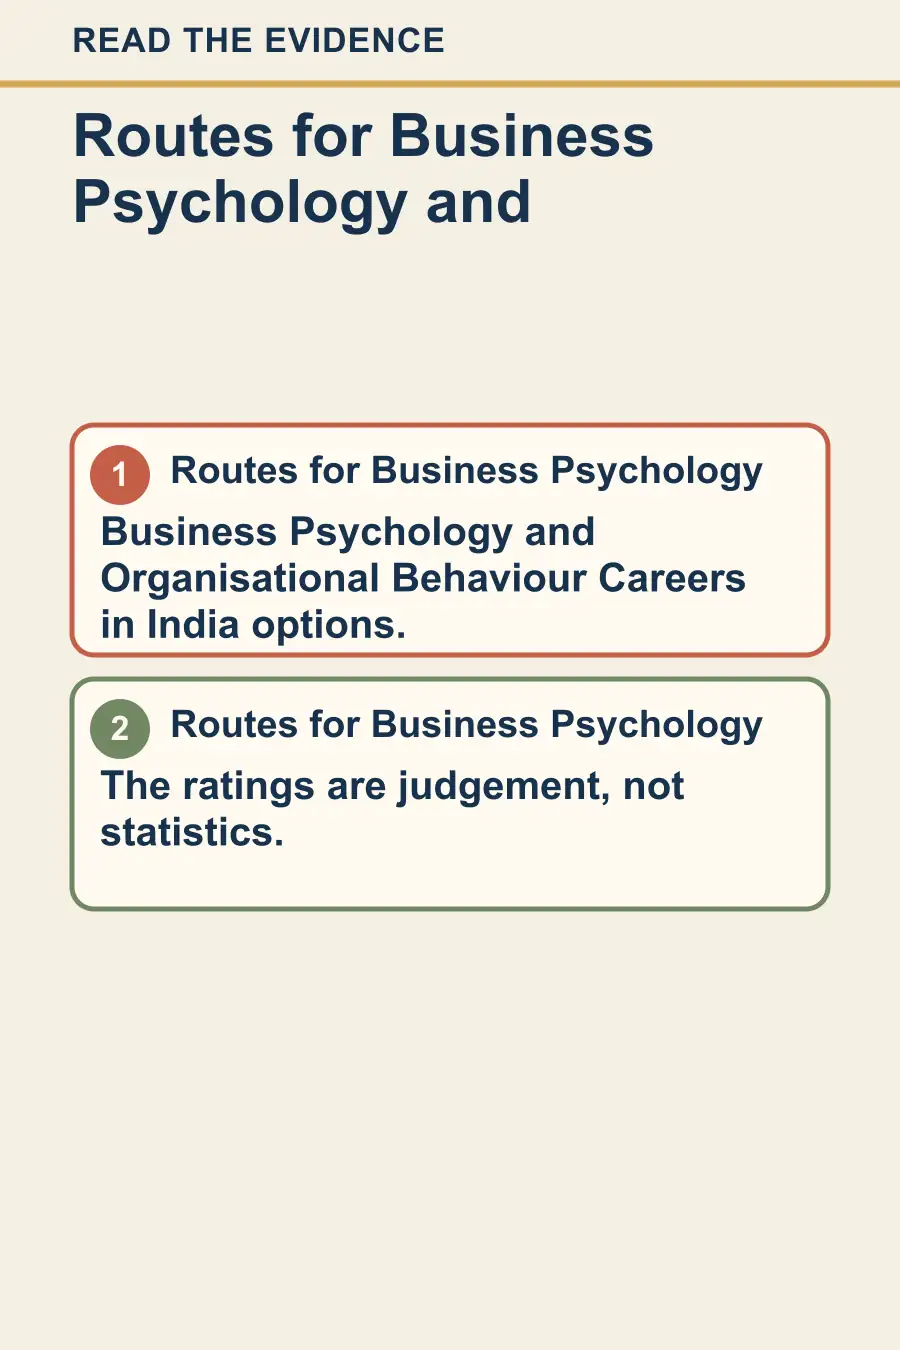 READ THE EVIDENCE
Routes for Business
Psychology and
1 Routes for Business Psychology
Business Psychology and
Organisational Behaviour Careers
in India options.
2 Routes for Business Psychology
The ratings are judgement, not
statistics.